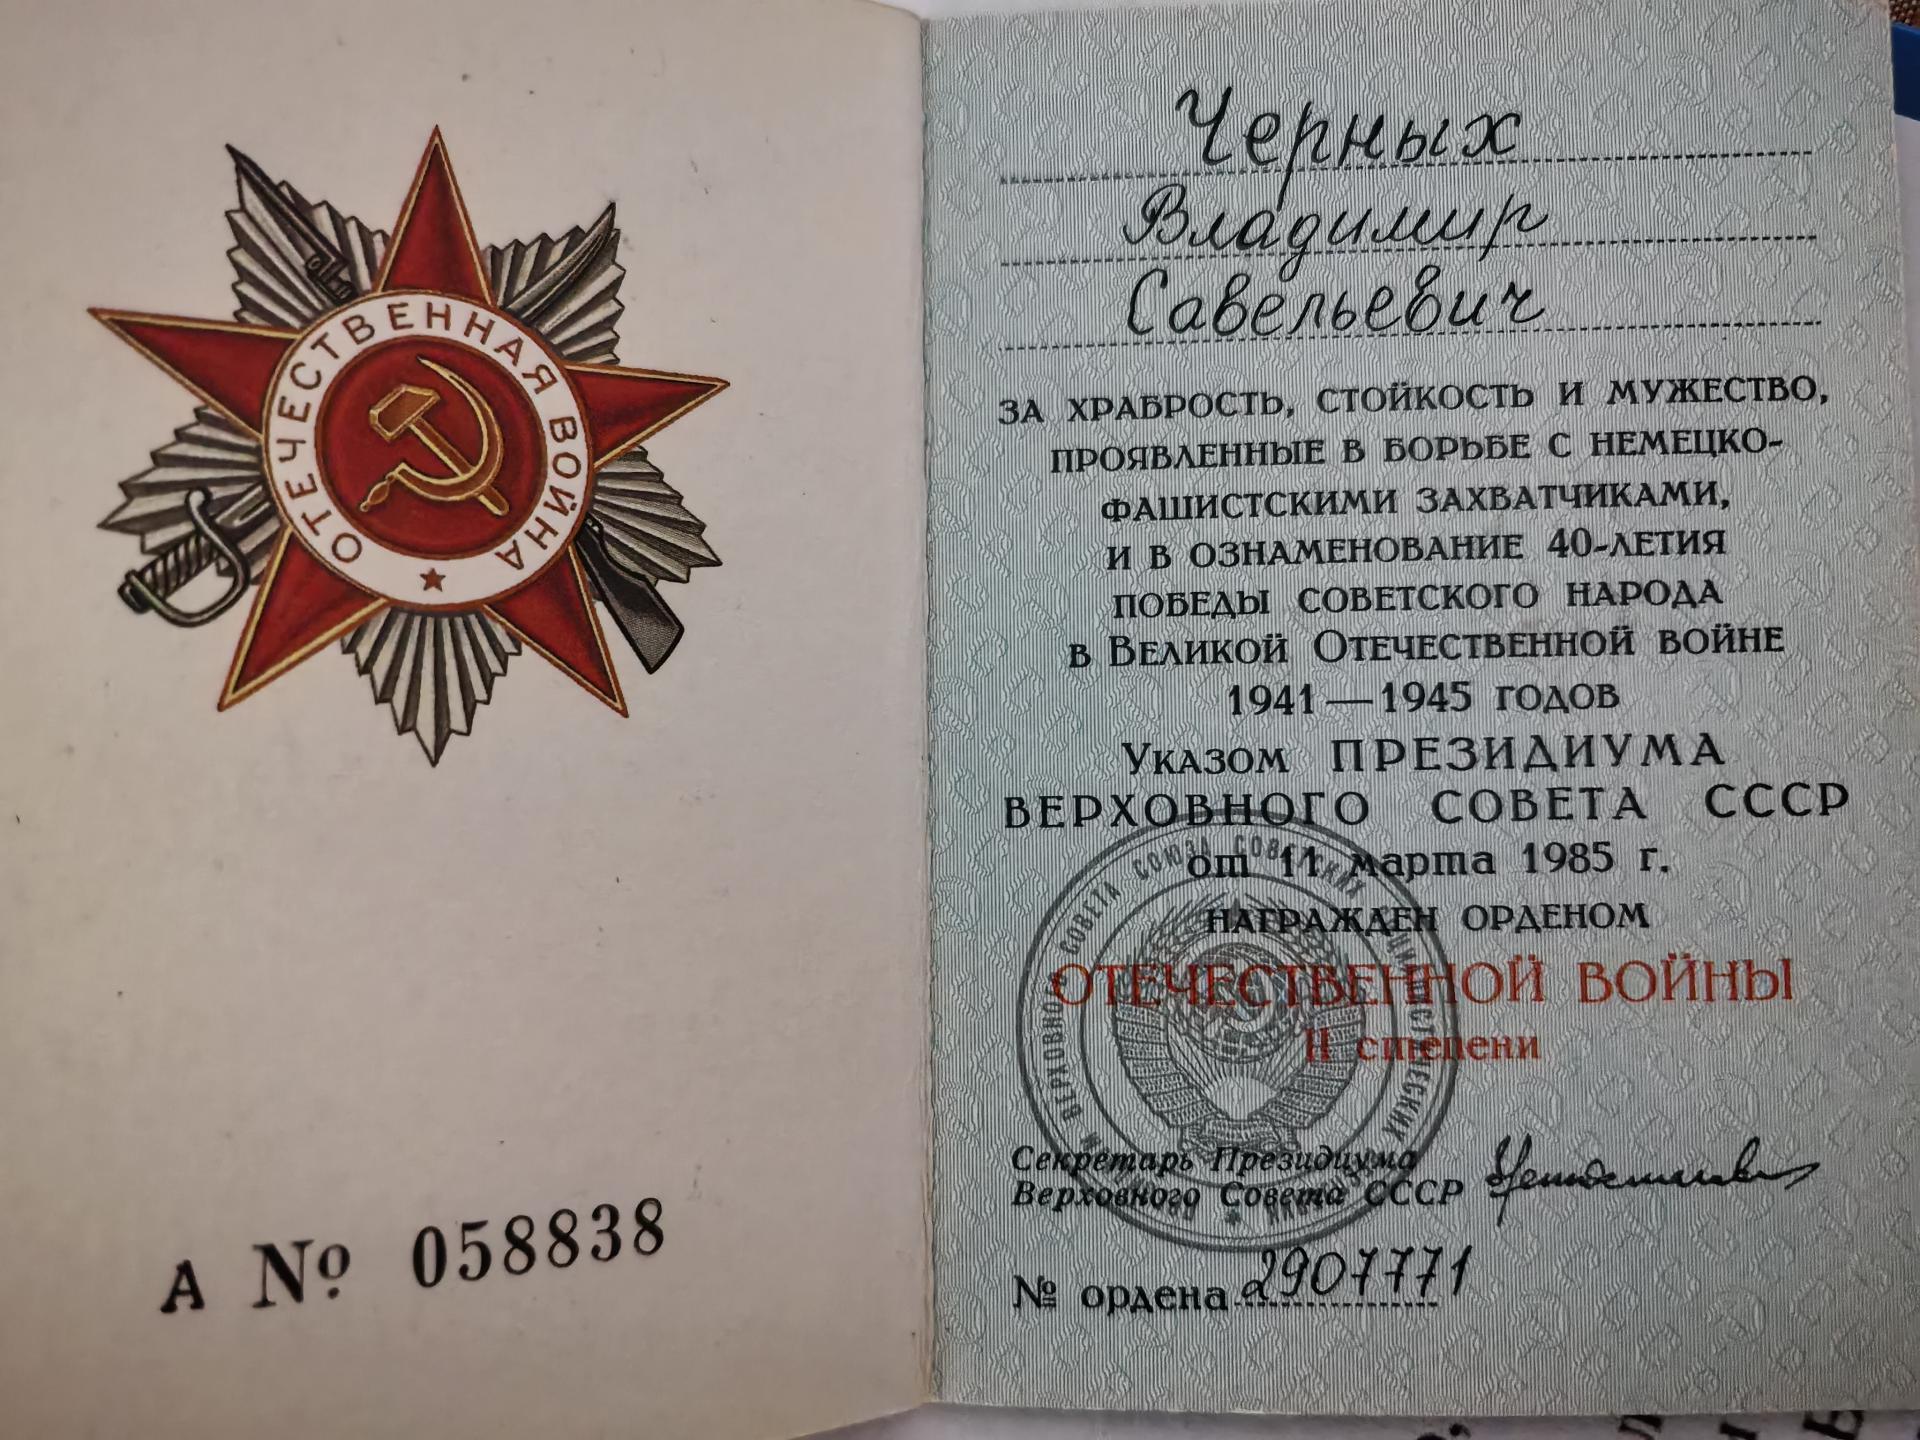 ОТЕЧЕСТВЕННАЯ ВОЙНА
А № 058838
Черных
Владимир
Савельевич
ЗА ХРАБРОСТЬ, СТОЙКОСТЬ И МУЖЕСТВО,
ПРОЯВЛЕННЫЕ В БОРЬБЕ С НЕМЕЦКО-
ФАШИСТСКИМИ ЗАХВАТЧИКАМИ,
И В ОЗНАМЕНОВАНИЕ 40-ЛЕТИЯ
ПОБЕДЫ СОВЕТСКОГО НАРОДА
В ВЕЛИКОЙ ОТЕЧЕСТВЕННОЙ ВОЙНЕ
1941—1945 ГОДОВ
УКАЗОМ ПРЕЗИДИУМА
ВЕРХОВНОГО СОВЕТА СССР
от 11 марта 1985 г.
НАГРАЖДЕН ОРДЕНОМ
ОТЕЧЕСТВЕННОЙ ВОЙНЫ
II степени
Секретарь Президиума
Верховного Совета СССР
№ ордена 2907771